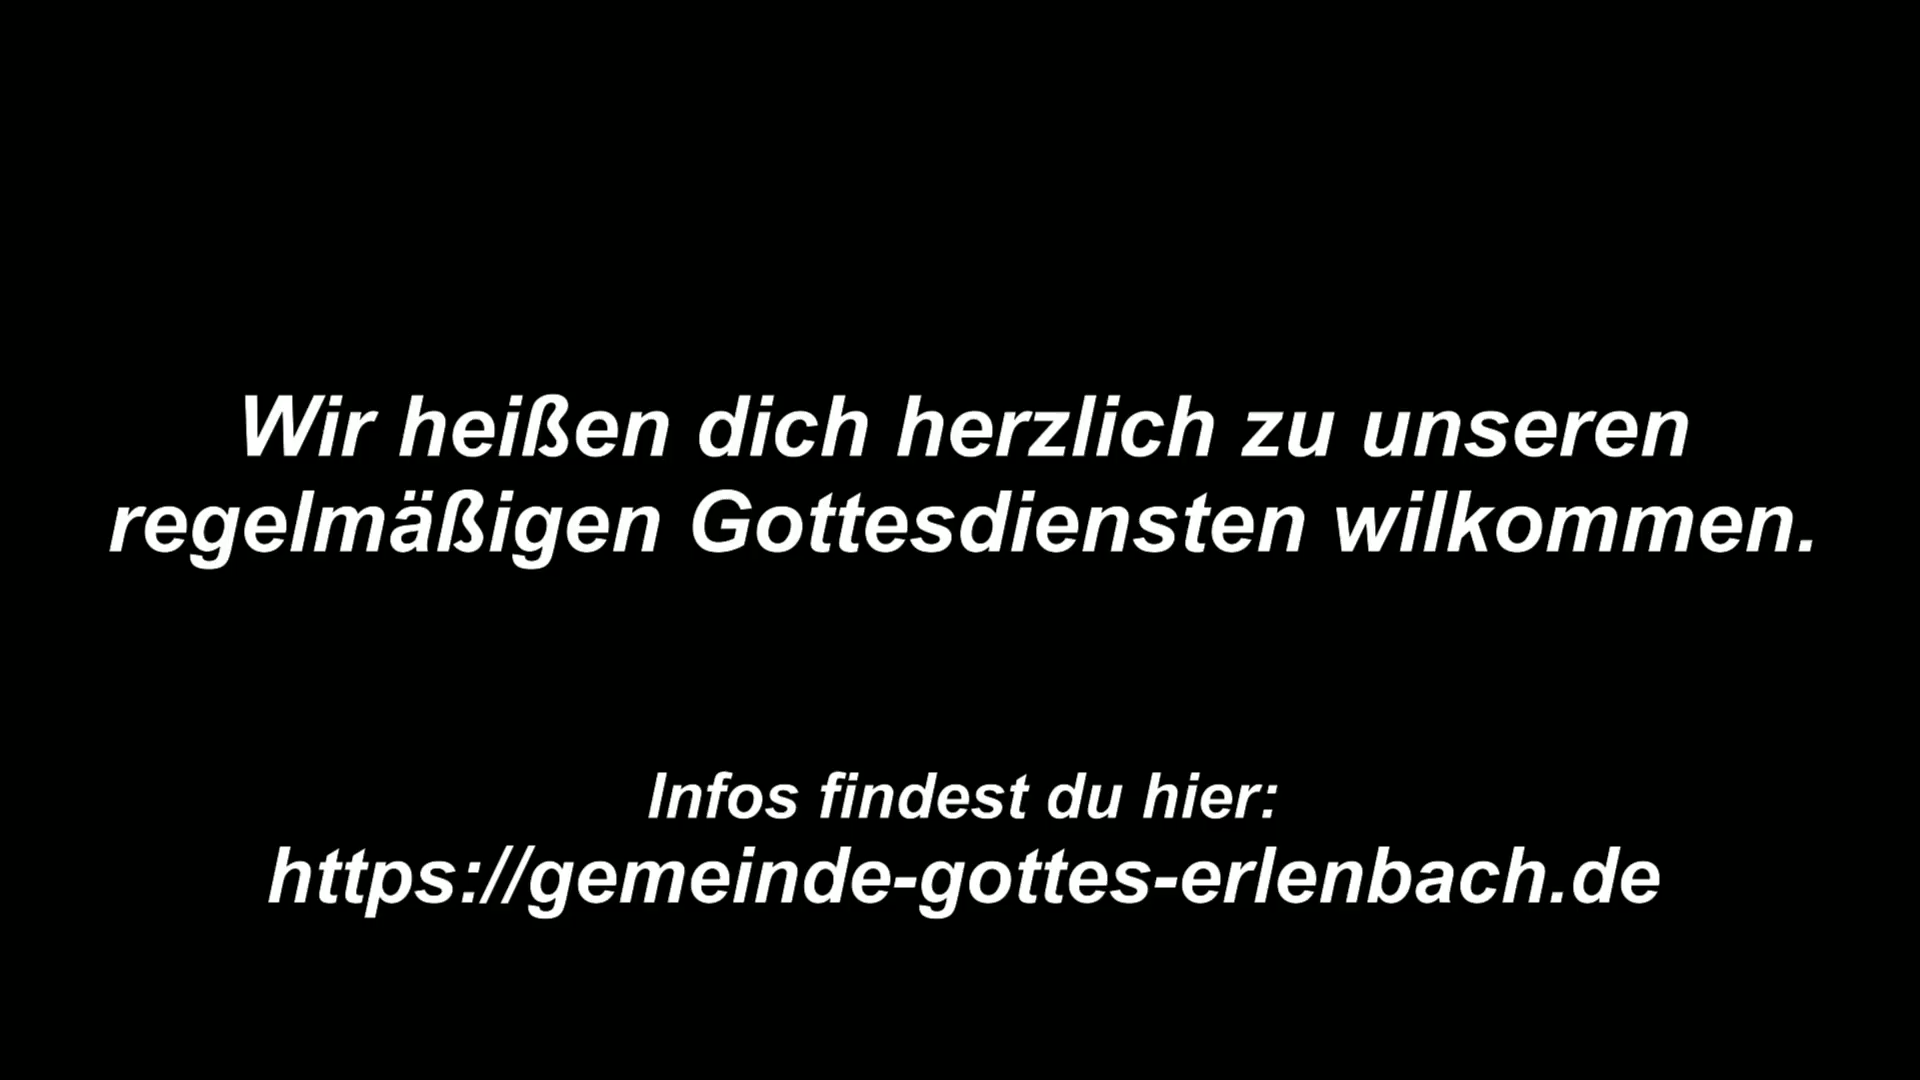 Wir heißen dich herzlich zu unseren
regelmäßigen Gottesdiensten wilkommen.
Infos findest du hier:
https://gemeinde-gottes-erlenbach.de